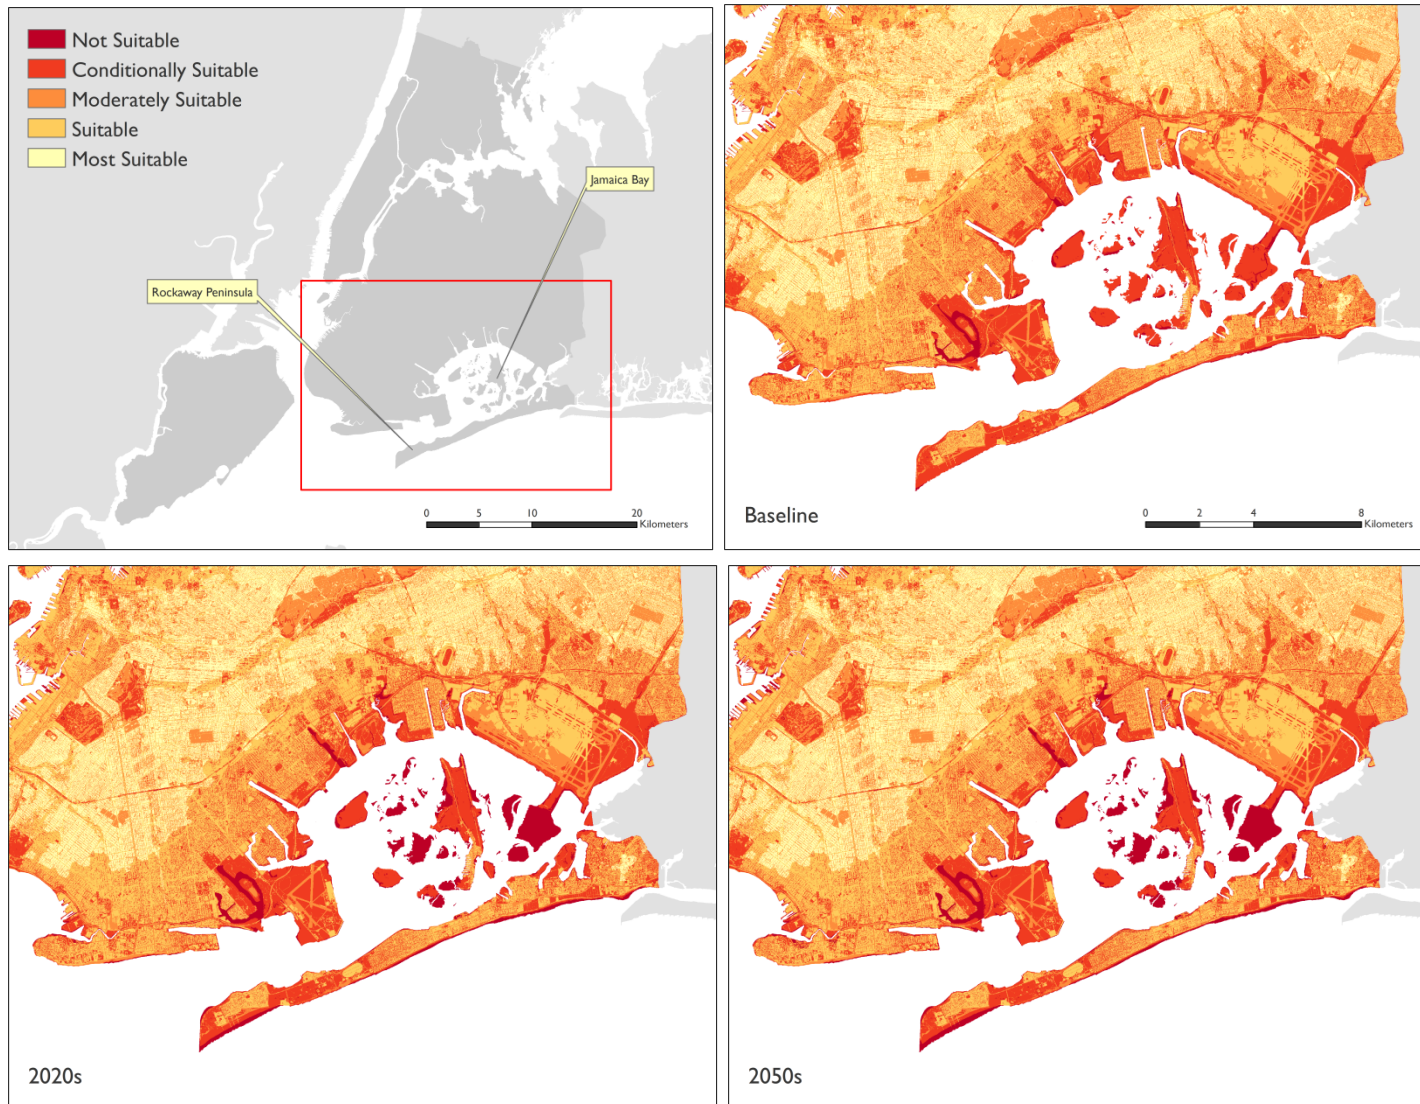 Not Suitable
Conditionally Suitable
Moderately Suitable
Suitable
Most Suitable
Jamaica Bay
Rockaway Peninsula
0 5 10 20
Kilometers
Baseline
0 2 4 8
Kilometers
2020s
2050s